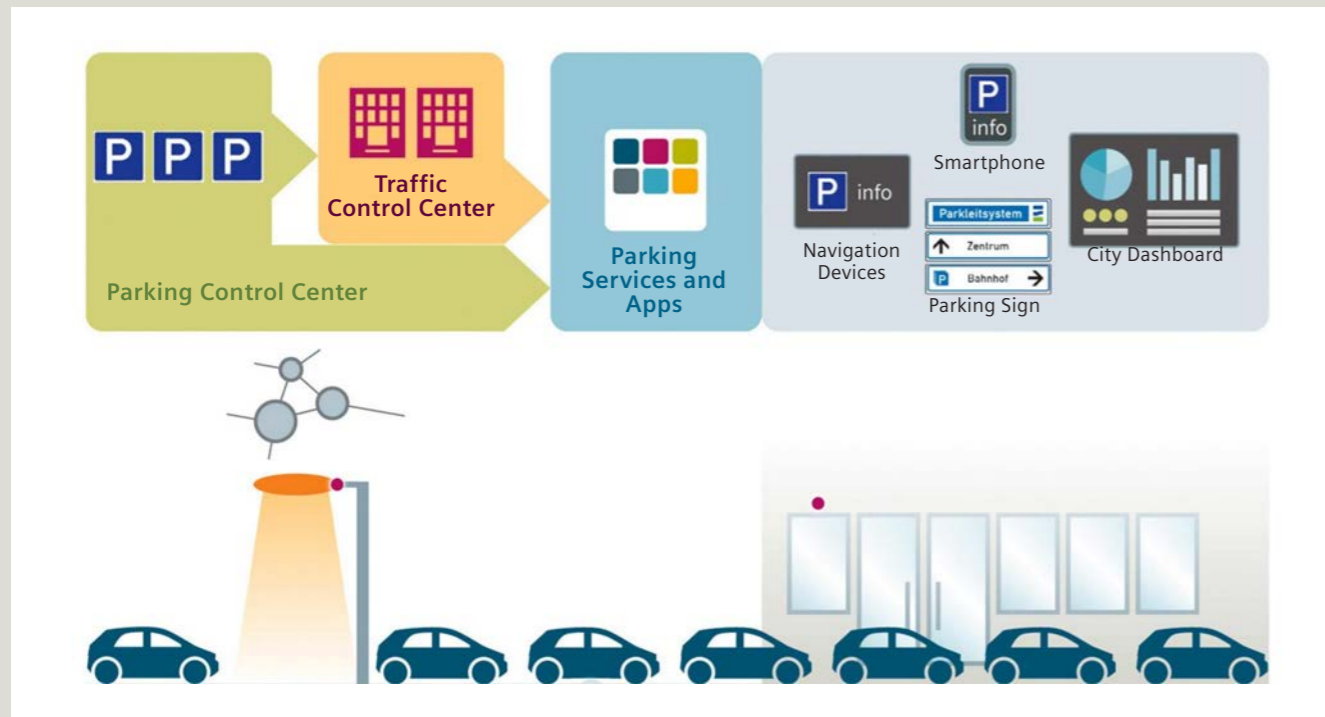 P P P
Parking Control Center
Traffic
Control Center
Parking
Services and
Apps
P info
Navigation
Devices
P
info
Smartphone
Parkleitsystem
Zentrum
P Bahnhof
Parking Sign
City Dashboard